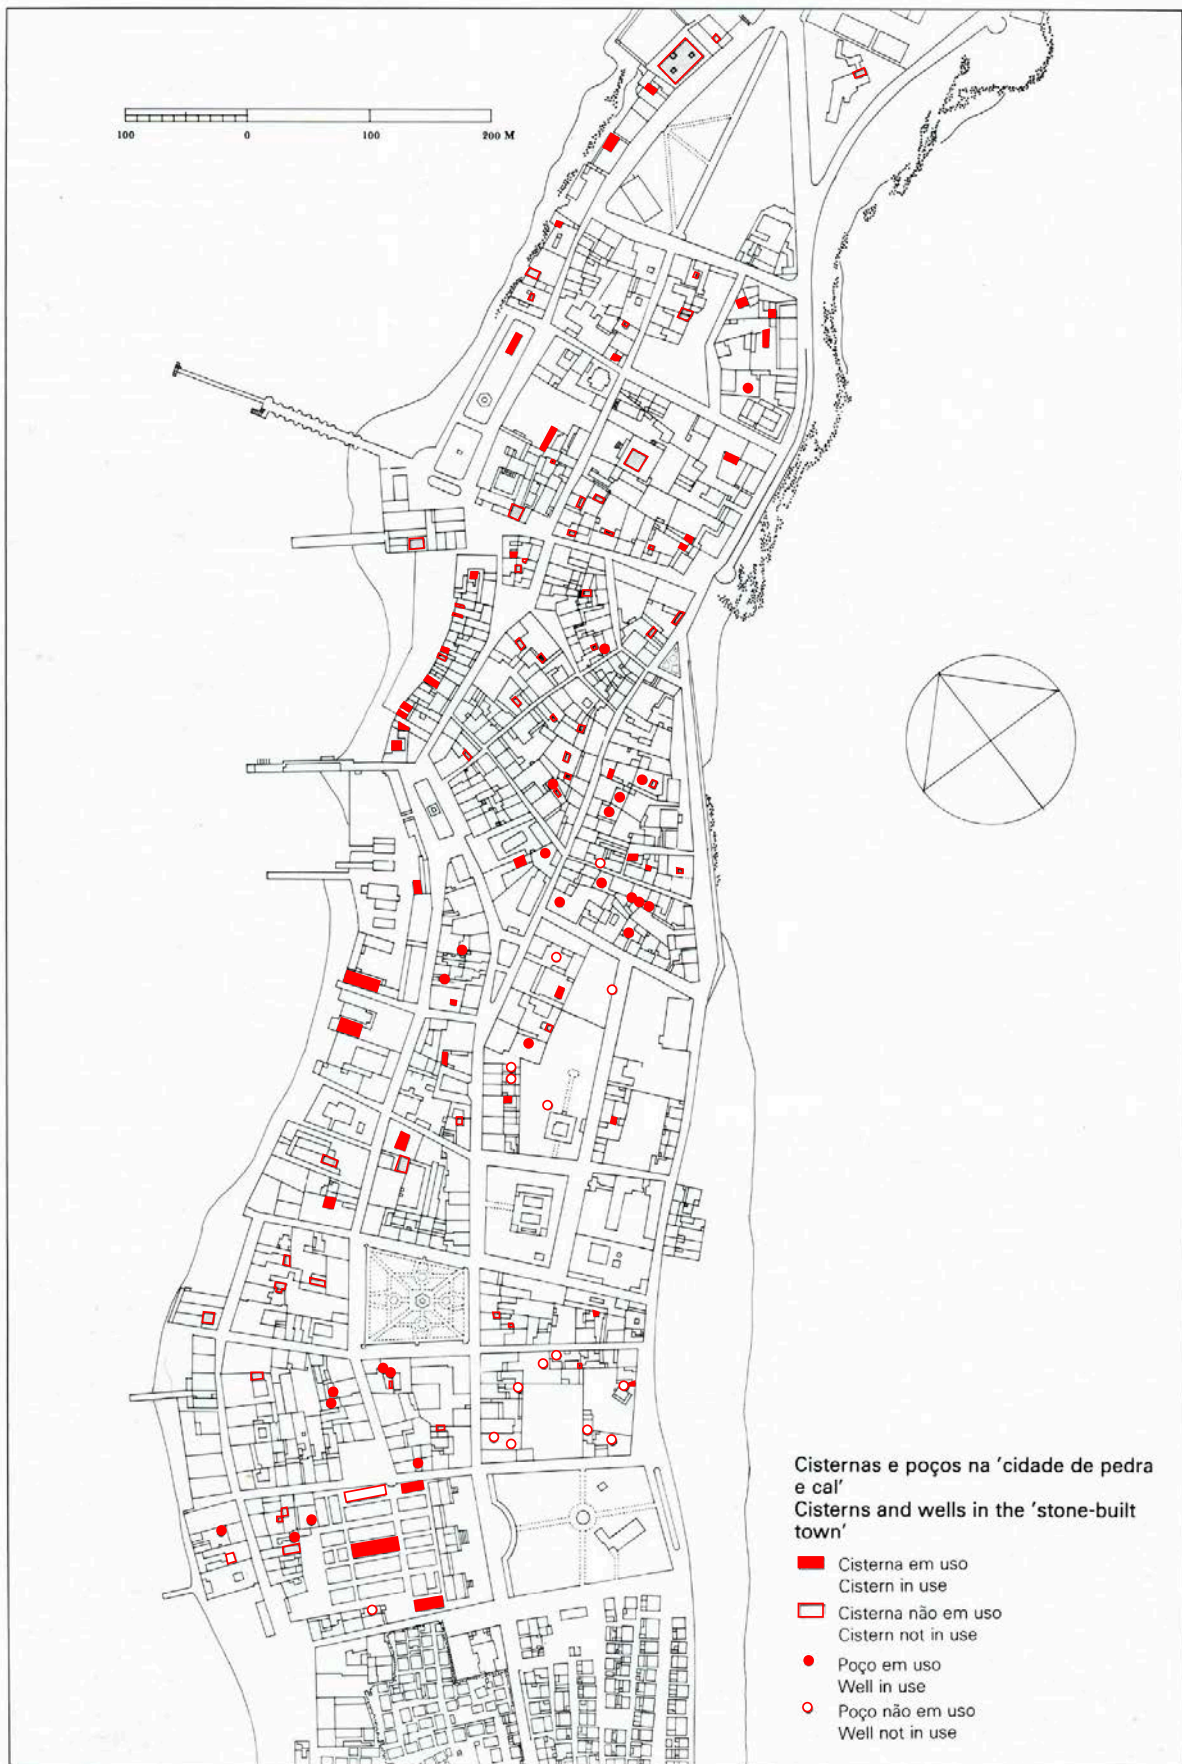 100 0 100 200 M
Cisternas e poços na 'cidade de pedra
e cal'
Cisterns and wells in the 'stone-built
town'
Cisterna em uso
Cistern in use
Cisterna não em uso
Cistern not in use
Poço em uso
Well in use
Poço não em uso
Well not in use